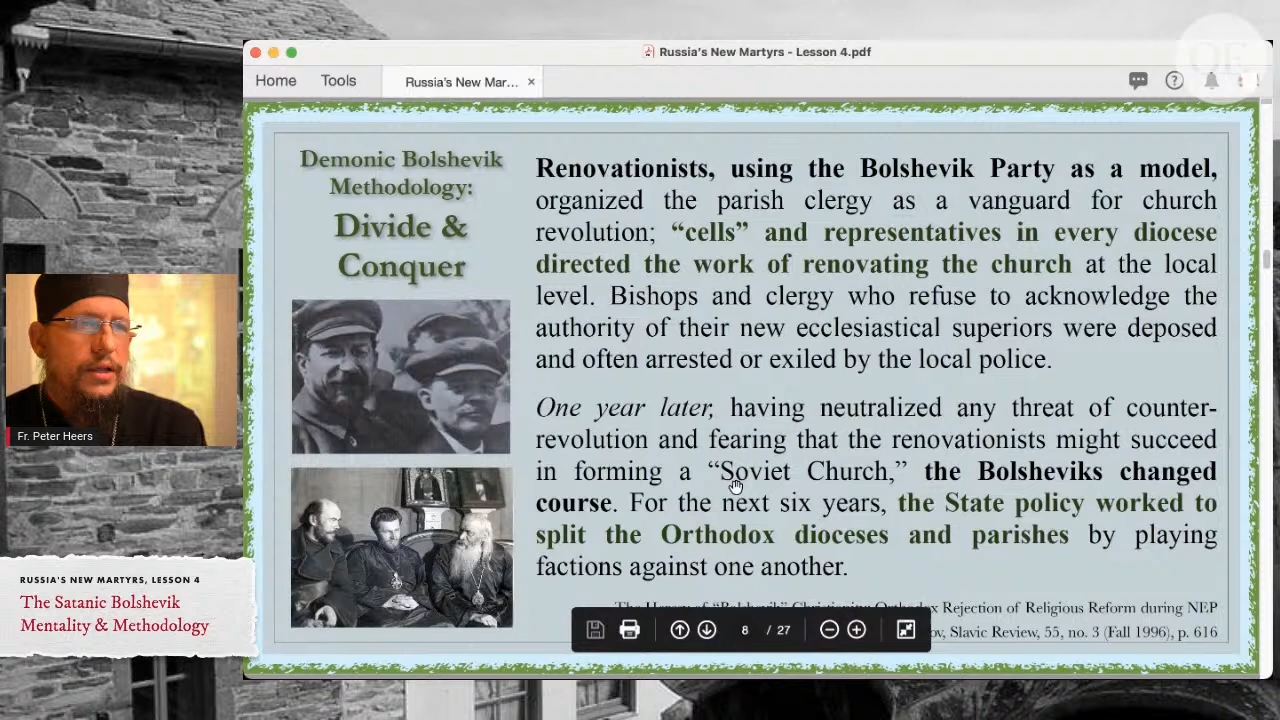 Russia's New Martyrs - Lesson 4.pdf
Home
Tools
Russia's New Mar...
Demonic Bolshevik
Methodology:
Divide &
Conquer
Renovationists, using the Bolshevik Party as a model,
organized the parish clergy as a vanguard for church
revolution; “cells” and representatives in every diocese
directed the work of renovating the church at the local
level. Bishops and clergy who refuse to acknowledge the
authority of their new ecclesiastical superiors were deposed
and often arrested or exiled by the local police.
One year later, having neutralized any threat of counter-
revolution and fearing that the renovationists might succeed
in forming a “Soviet Church,” the Bolsheviks changed
course. For the next six years, the State policy worked to
split the Orthodox dioceses and parishes by playing
factions against one another.
Rejection of Religious Reform during NEP
Slavic Review, 55, no. 3 (Fall 1996), p. 616
8 / 27
Fr. Peter Heers
RUSSIA'S NEW MARTYRS, LESSON 4
The Satanic Bolshevik
Mentality & Methodology